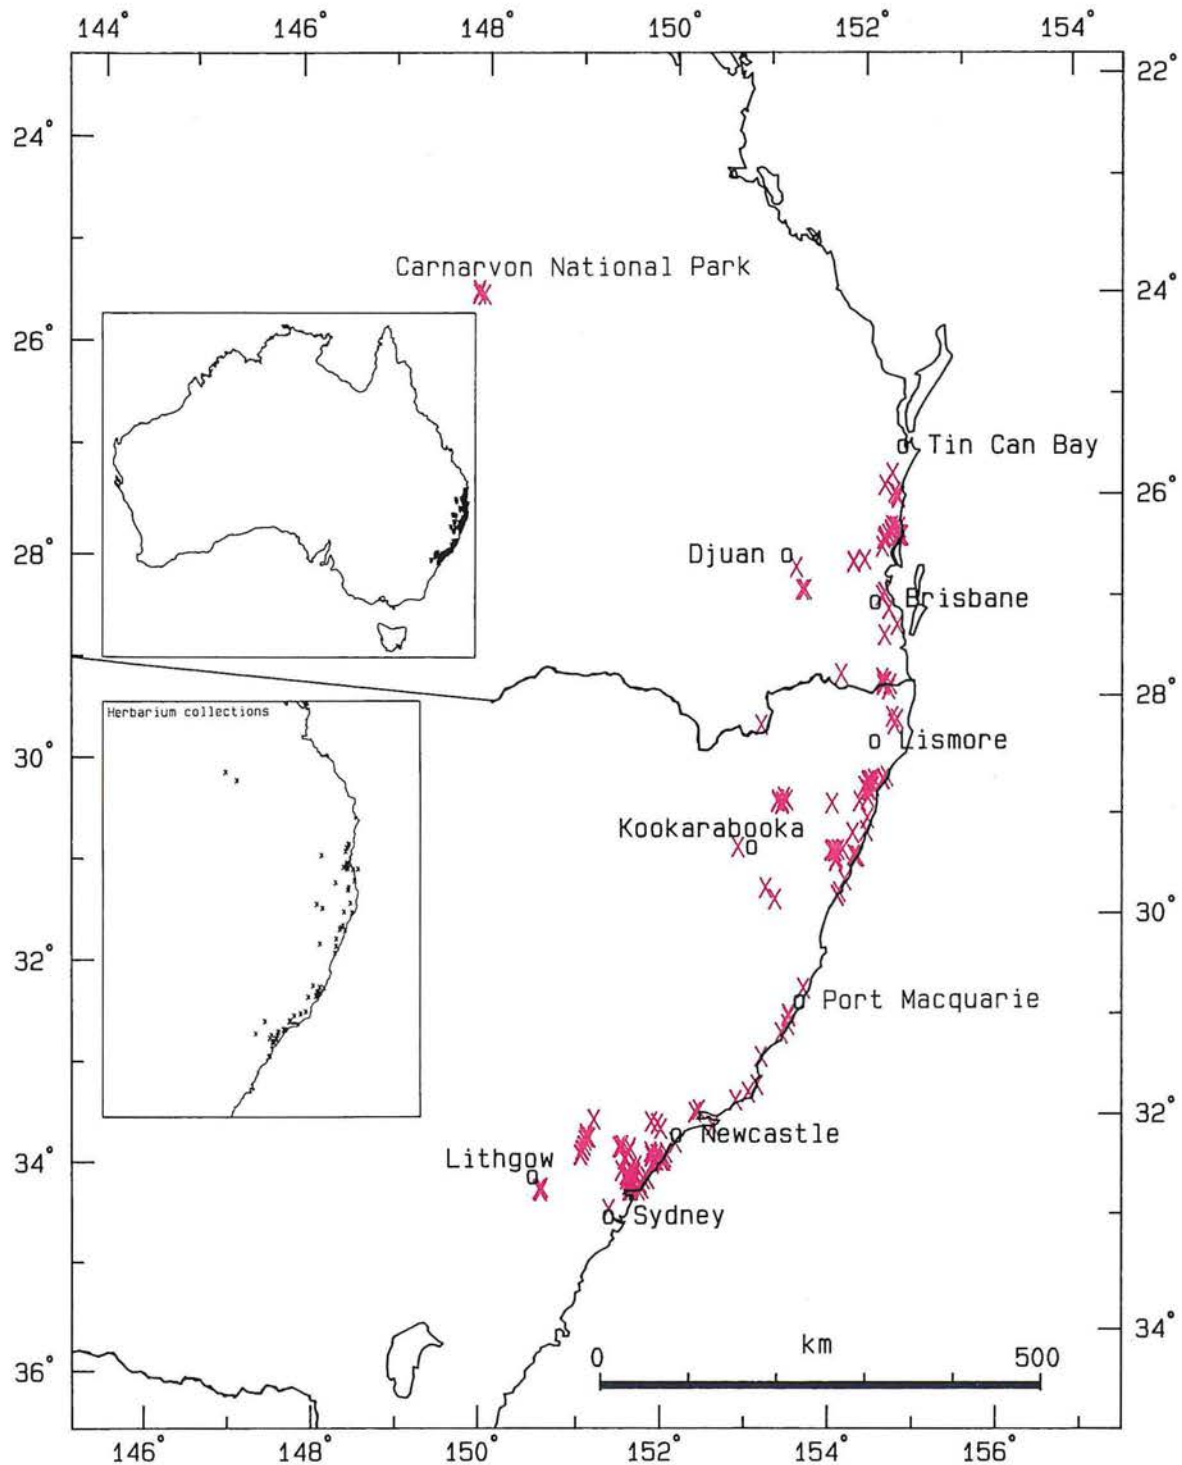 144° 146° 148° 150° 152° 154°
22°
24°
Carnarvon National Park
24°
26°
Tin Can Bay
26°
28°
Djuan
Brisbane
28°
Herbarium collections
Lismore
30°
Kookarabooka
30°
32°
Port Macquarie
32°
Newcastle
34°
Lithgow
Sydney
km
34°
0 500
36°
146° 148° 150° 152° 154° 156°